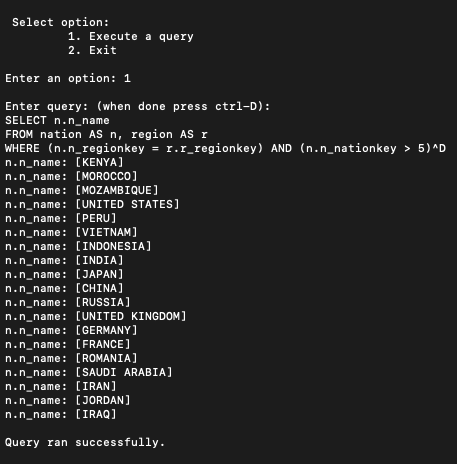 Select option:
1. Execute a query
2. Exit
Enter an option: 1
Enter query: (when done press ctrl-D):
SELECT n.n_name
FROM nation AS n, region AS r
WHERE (n.n_regionkey = r.r_regionkey) AND (n.n_nationkey > 5)^D
n.n_name: [KENYA]
n.n_name: [MOROCCO]
n.n_name: [MOZAMBIQUE]
n.n_name: [UNITED STATES]
n.n_name: [PERU]
n.n_name: [VIETNAM]
n.n_name: [INDONESIA]
n.n_name: [INDIA]
n.n_name: [JAPAN]
n.n_name: [CHINA]
n.n_name: [RUSSIA]
n.n_name: [UNITED KINGDOM]
n.n_name: [GERMANY]
n.n_name: [FRANCE]
n.n_name: [ROMANIA]
n.n_name: [SAUDI ARABIA]
n.n_name: [IRAN]
n.n_name: [JORDAN]
n.n_name: [IRAQ]
Query ran successfully.